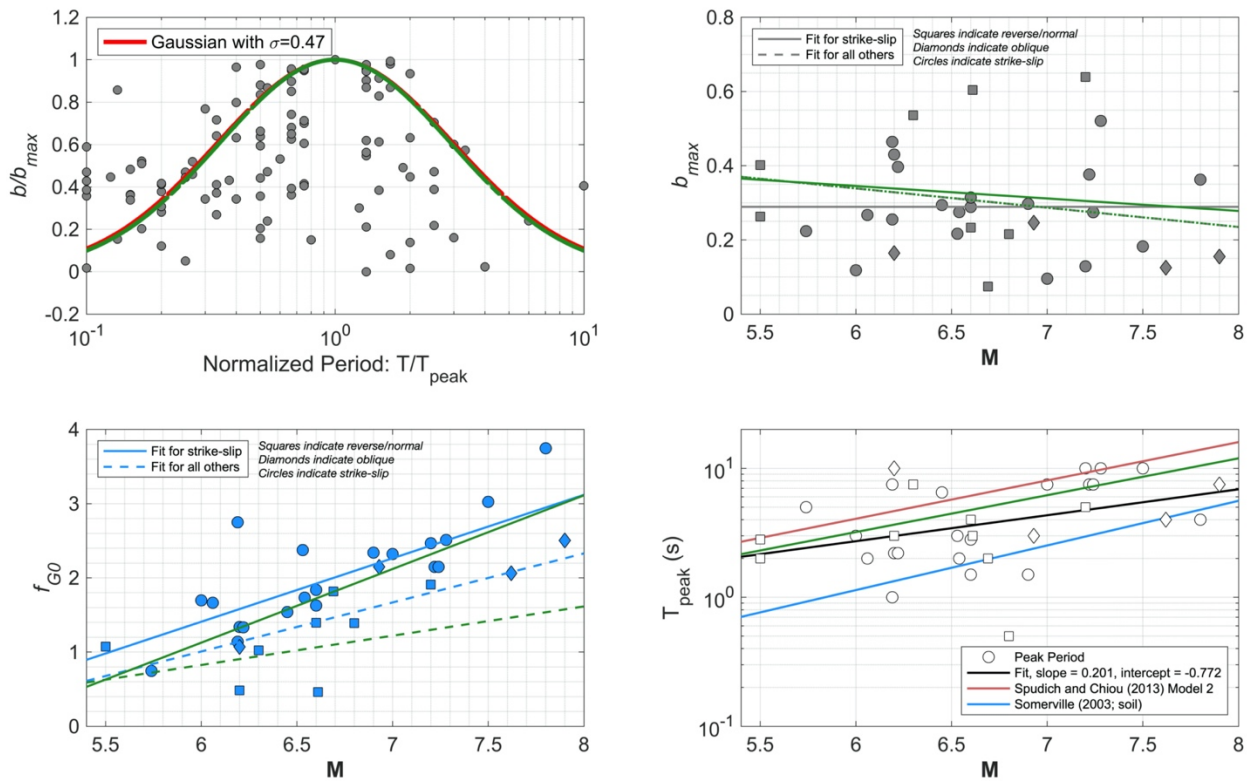 1.2
1
0.8
0.6
0.4
0.2
0
-0.2
b/b_max
Gaussian with σ=0.47
10^-1
10^0
10^1
Normalized Period: T/T_peak
0.8
0.6
0.4
0.2
0
b_max
Fit for strike-slip
Fit for all others
Squares indicate reverse/normal
Diamonds indicate oblique
Circles indicate strike-slip
5.5
6
6.5
7
7.5
8
M
4
3
2
1
0
f_G0
Fit for strike-slip
Fit for all others
Squares indicate reverse/normal
Diamonds indicate oblique
Circles indicate strike-slip
5.5
6
6.5
7
7.5
8
M
10^1
10^0
10^-1
T_peak (s)
Peak Period
Fit, slope = 0.201, intercept = -0.772
Spudich and Chiou (2013) Model 2
Somerville (2003; soil)
5.5
6
6.5
7
7.5
8
M